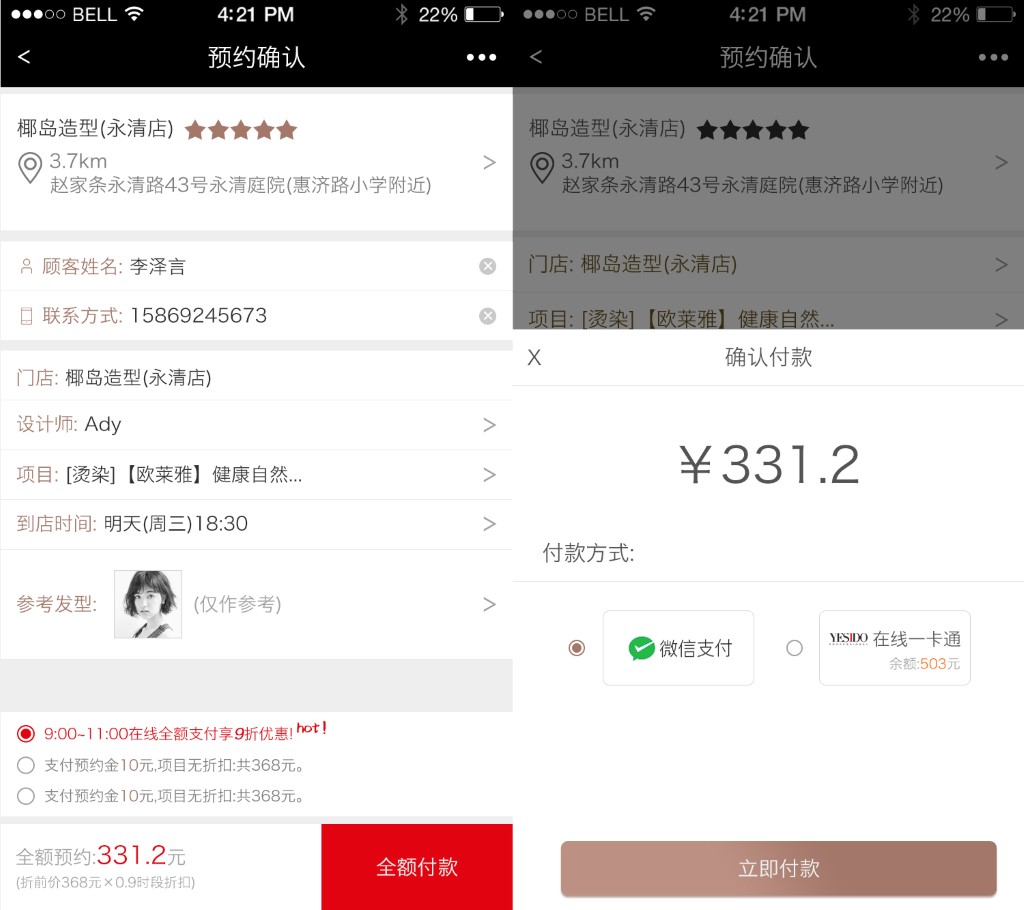 BELL 4:21 PM 22%
< 预约确认
椰岛造型(永清店)
3.7km >
赵家条永清路43号永清庭院(惠济路小学附近)
顾客姓名: 李泽言
联系方式: 15869245673
门店: 椰岛造型(永清店)
设计师: Ady >
项目: [烫染]【欧莱雅】健康自然... >
到店时间: 明天(周三)18:30 >
参考发型: (仅作参考) >
9:00~11:00在线全额支付享9折优惠! hot!
支付预约金10元,项目无折扣:共368元。
支付预约金10元,项目无折扣:共368元。
全额预约:331.2元
(折前价368元×0.9时段折扣)
全额付款
BELL 4:21 PM 22%
< 预约确认
椰岛造型(永清店)
3.7km >
赵家条永清路43号永清庭院(惠济路小学附近)
门店: 椰岛造型(永清店) >
项目: [烫染]【欧莱雅】健康自然... >
X 确认付款
￥331.2
付款方式:
微信支付
YESIDO 在线一卡通
余额:503元
立即付款